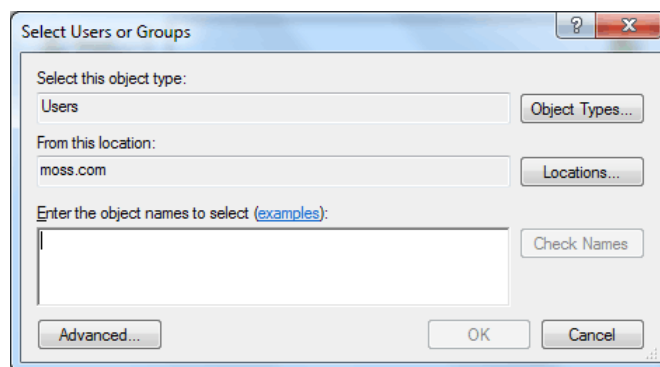 Select Users or Groups
Select this object type:
Users
Object Types...
From this location:
moss.com
Locations...
Enter the object names to select (examples):
Check Names
Advanced...
OK
Cancel